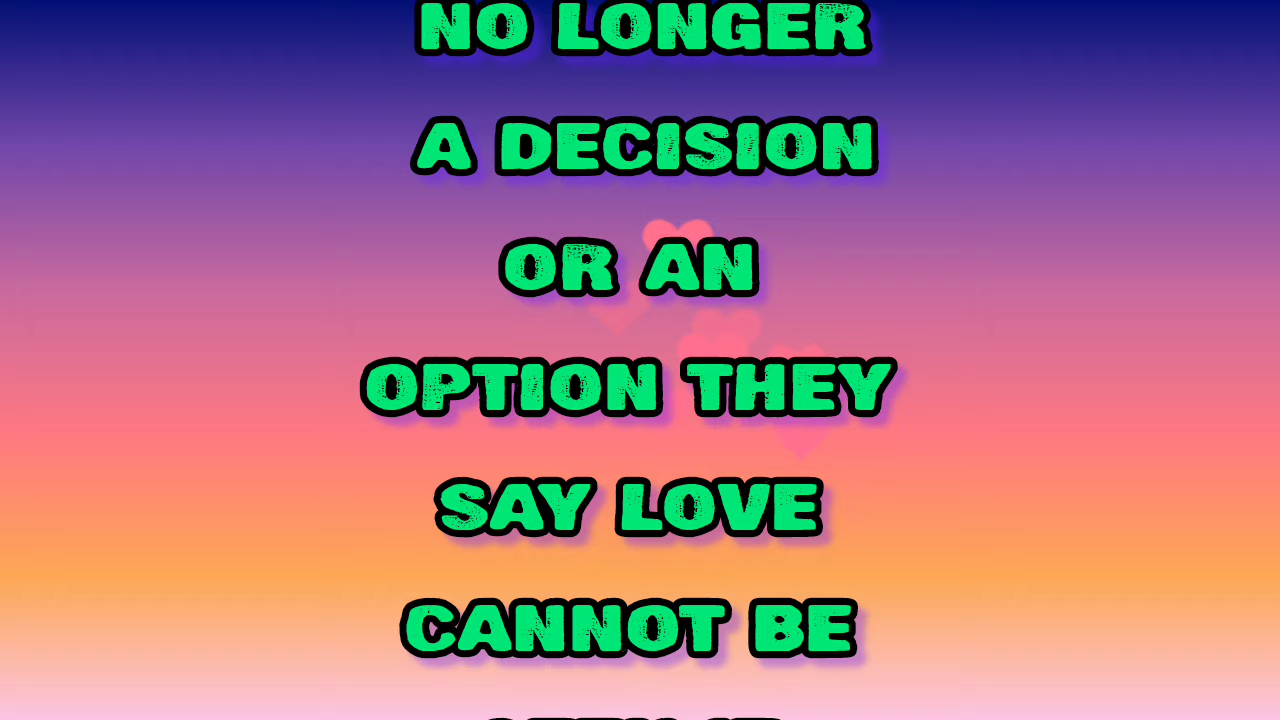 NO LONGER
A DECISION
OR AN
OPTION THEY
SAY LOVE
CANNOT BE